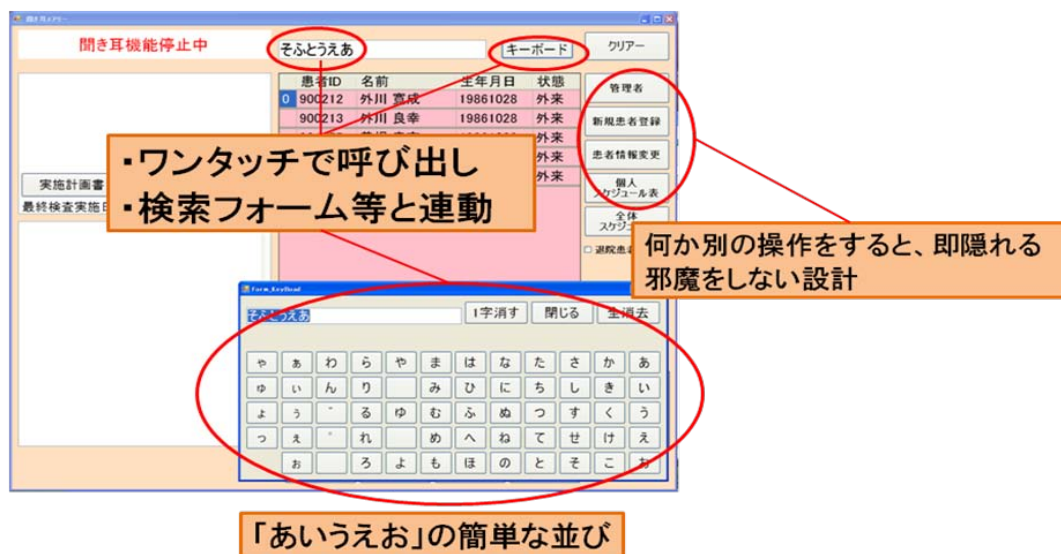 聞き耳機能停止中
そふとうえあ
キーボード
クリアー
患者ID 名前 生年月日 状態
0 900212 外川 寛成 19861028 外来
900213 外川 良幸 19861028 外来
外来
外来
外来
管理者
新規患者登録
患者情報変更
個人
スケジュール表
全体
・ワンタッチで呼び出し
・検索フォーム等と連動
実施計画書
最終検査実施
何か別の操作をすると、即隠れる
邪魔をしない設計
そふとうえあ
1字消す 閉じる 全消去
ゃ ぁ わ ら や ま は な た さ か あ
ゅ ぃ ん り み ひ に ち し き い
ょ ぅ ゛ る ゆ む ふ ぬ つ す く う
っ ぇ ゜ れ め へ ね て せ け え
ぉ ろ よ も ほ の と そ こ お
「あいうえお」の簡単な並び